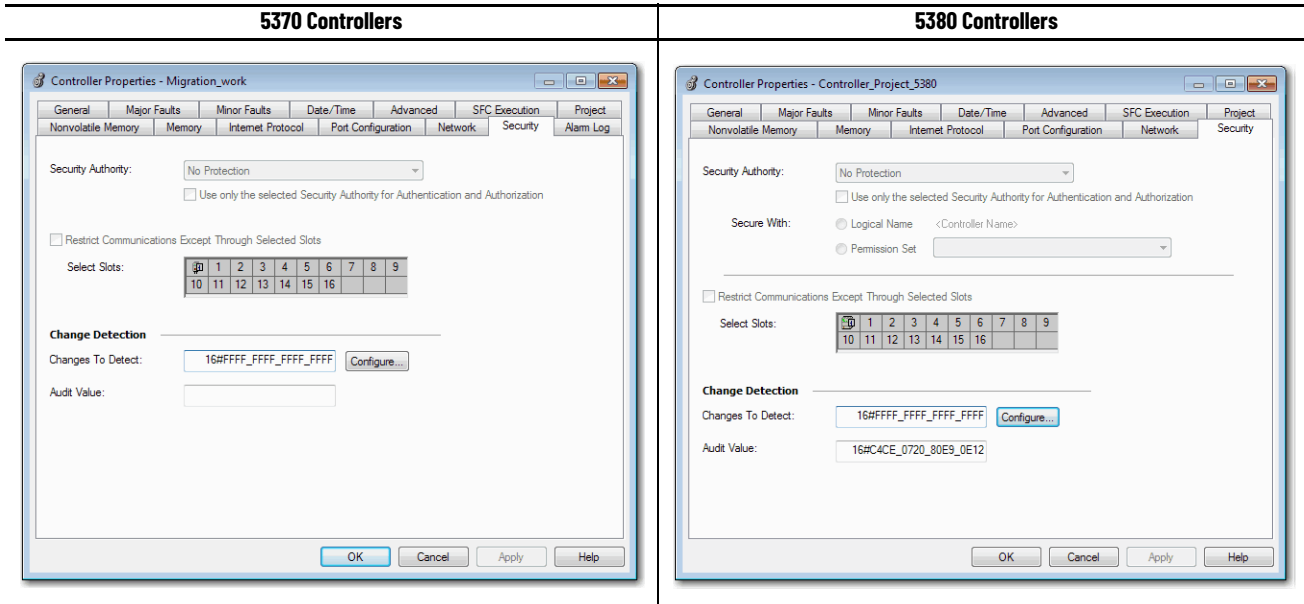 5370 Controllers
Controller Properties - Migration_work
General Major Faults Minor Faults Date/Time Advanced SFC Execution Project
Nonvolatile Memory Memory Internet Protocol Port Configuration Network Security Alarm Log
Security Authority: No Protection
Use only the selected Security Authority for Authentication and Authorization
Restrict Communications Except Through Selected Slots
Select Slots: 1 2 3 4 5 6 7 8 9
10 11 12 13 14 15 16
Change Detection
Changes To Detect: 16#FFFF_FFFF_FFFF_FFFF Configure...
Audit Value:
OK Cancel Apply Help
5380 Controllers
Controller Properties - Controller_Project_5380
General Major Faults Minor Faults Date/Time Advanced SFC Execution Project
Nonvolatile Memory Memory Internet Protocol Port Configuration Network Security
Security Authority: No Protection
Use only the selected Security Authority for Authentication and Authorization
Secure With: Logical Name <Controller Name>
Permission Set
Restrict Communications Except Through Selected Slots
Select Slots: 1 2 3 4 5 6 7 8 9
10 11 12 13 14 15 16
Change Detection
Changes To Detect: 16#FFFF_FFFF_FFFF_FFFF Configure...
Audit Value: 16#C4CE_0720_80E9_0E12
OK Cancel Apply Help